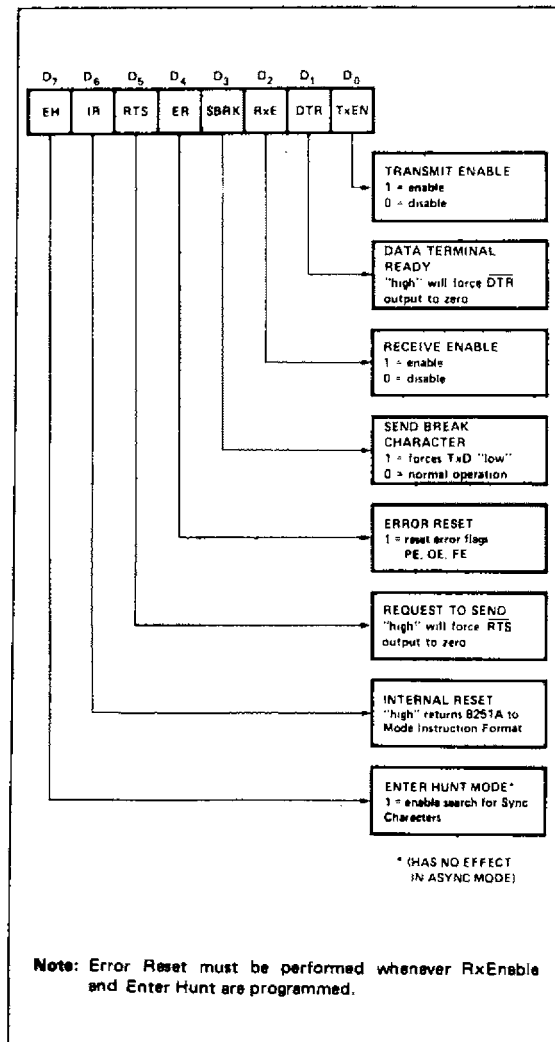 D7 D6 D5 D4 D3 D2 D1 D0
EH IR RTS ER SBRK RxE DTR TxEN
TRANSMIT ENABLE
1 = enable
0 = disable
DATA TERMINAL
READY
"high" will force DTR
output to zero
RECEIVE ENABLE
1 = enable
0 = disable
SEND BREAK
CHARACTER
1 = forces TxD "low"
0 = normal operation
ERROR RESET
1 = reset error flags
PE, OE, FE
REQUEST TO SEND
"high" will force RTS
output to zero
INTERNAL RESET
"high" returns 8251A to
Mode Instruction Format
ENTER HUNT MODE*
1 = enable search for Sync
Characters
* (HAS NO EFFECT
IN ASYNC MODE)
Note: Error Reset must be performed whenever RxEnable
and Enter Hunt are programmed.